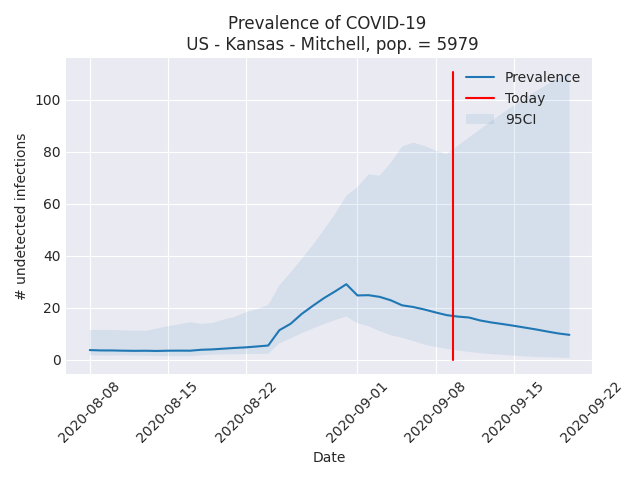 Prevalence of COVID-19
US - Kansas - Mitchell, pop. = 5979
Prevalence
Today
95CI
# undetected infections
100
80
60
40
20
0
2020-08-08
2020-08-15
2020-08-22
2020-09-01
2020-09-08
2020-09-15
2020-09-22
Date